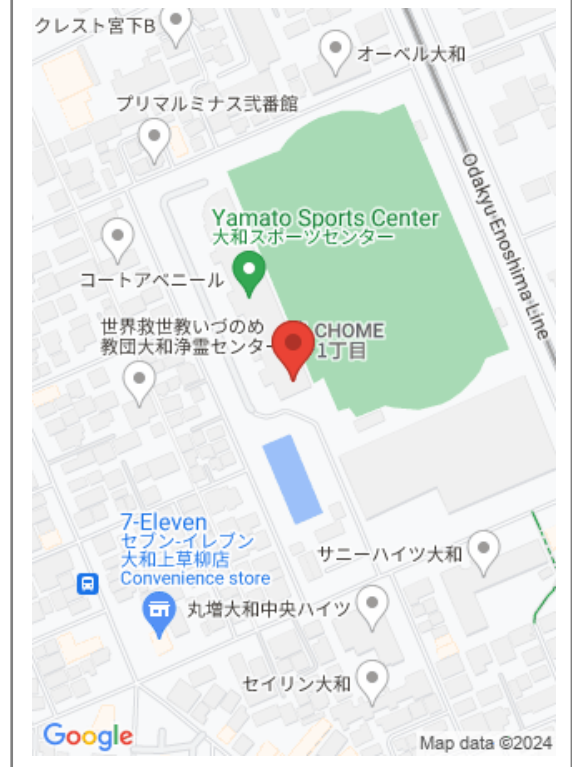 クレスト宮下B
オーベル大和
プリマルミナス弐番館
Odakyu Enoshima Line
Yamato Sports Center
大和スポーツセンター
コートアベニール
世界救世教いづのめ
教団大和浄霊センター
CHOME
1丁目
7-Eleven
セブン-イレブン
大和上草柳店
Convenience store
サニーハイツ大和
丸増大和中央ハイツ
セイリン大和
Google
Map data ©2024